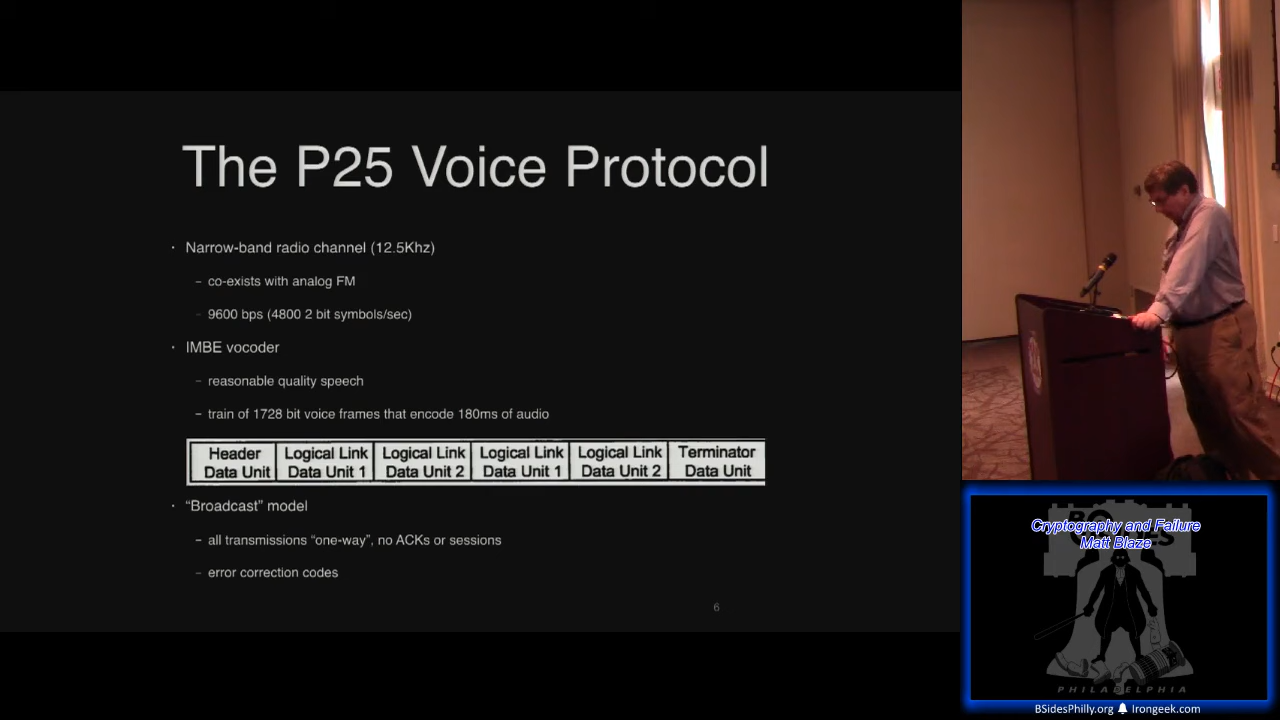 The P25 Voice Protocol
· Narrow-band radio channel (12.5Khz)
– co-exists with analog FM
– 9600 bps (4800 2 bit symbols/sec)
· IMBE vocoder
– reasonable quality speech
– train of 1728 bit voice frames that encode 180ms of audio
Header Logical Link Logical Link Logical Link Logical Link Terminator
Data Unit Data Unit 1 Data Unit 2 Data Unit 1 Data Unit 2 Data Unit
· “Broadcast” model
– all transmissions “one-way”, no ACKs or sessions
– error correction codes
6
Cryptography and Failure
Matt Blaze
PHILADELPHIA
BSidesPhilly.org Irongeek.com